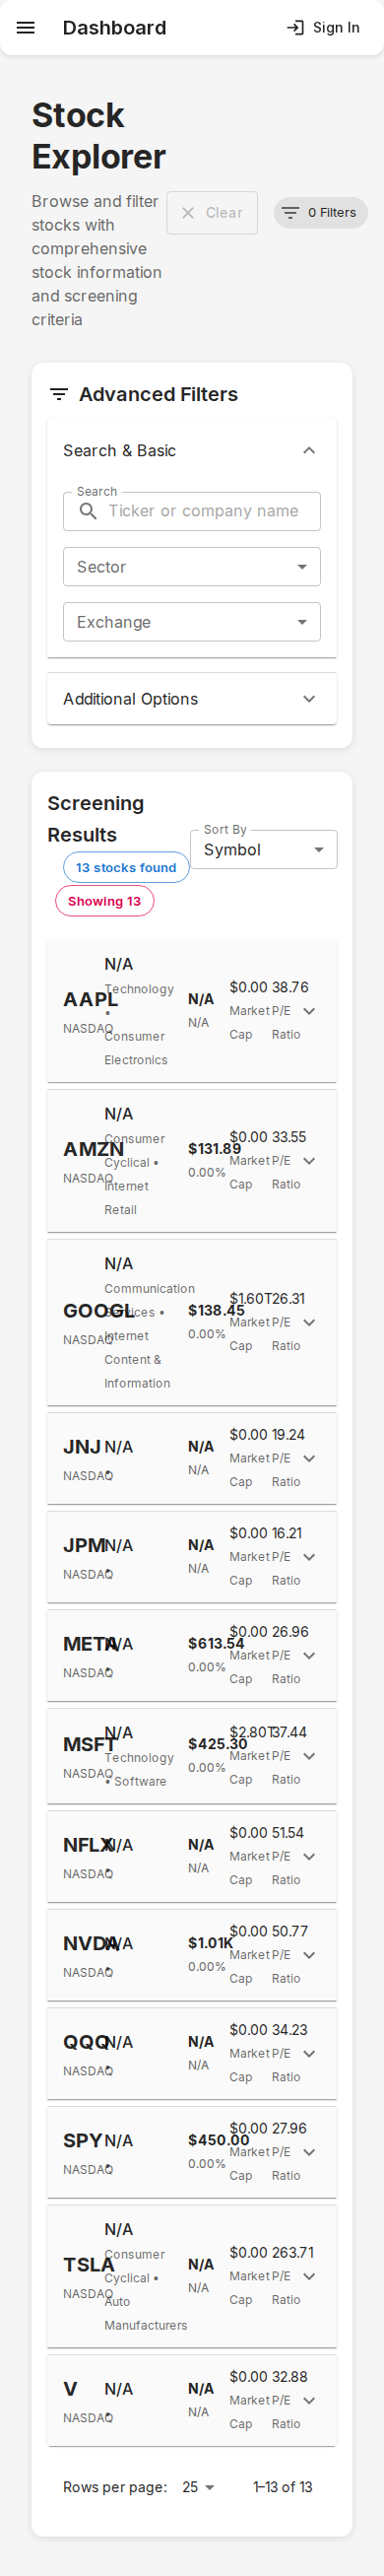 Dashboard
Sign In
Stock
Explorer
Browse and filter
stocks with
comprehensive
stock information
and screening
criteria
Clear
0 Filters
Advanced Filters
Search & Basic
Search
Ticker or company name
Sector
Exchange
Additional Options
Screening
Results
13 stocks found
Showing 13
Sort By
Symbol
AAPL
NASDAQ
N/A
Technology
•
Consumer
Electronics
N/A
N/A
$0.00
Market
Cap
38.76
P/E
Ratio
AMZN
NASDAQ
N/A
Consumer
Cyclical •
Internet
Retail
$131.89
0.00%
$0.00
Market
Cap
33.55
P/E
Ratio
GOOGL
NASDAQ
N/A
Communication
Services •
Internet
Content &
Information
$138.45
0.00%
$1.60T
Market
Cap
26.31
P/E
Ratio
JNJ
NASDAQ
N/A
•
N/A
N/A
$0.00
Market
Cap
19.24
P/E
Ratio
JPM
NASDAQ
N/A
•
N/A
N/A
$0.00
Market
Cap
16.21
P/E
Ratio
META
NASDAQ
N/A
•
$613.54
0.00%
$0.00
Market
Cap
26.96
P/E
Ratio
MSFT
NASDAQ
N/A
Technology
• Software
$425.30
0.00%
$2.80T
Market
Cap
37.44
P/E
Ratio
NFLX
NASDAQ
N/A
•
N/A
N/A
$0.00
Market
Cap
51.54
P/E
Ratio
NVDA
NASDAQ
N/A
•
$1.01K
0.00%
$0.00
Market
Cap
50.77
P/E
Ratio
QQQ
NASDAQ
N/A
•
N/A
N/A
$0.00
Market
Cap
34.23
P/E
Ratio
SPY
NASDAQ
N/A
•
$450.00
0.00%
$0.00
Market
Cap
27.96
P/E
Ratio
TSLA
NASDAQ
N/A
Consumer
Cyclical •
Auto
Manufacturers
N/A
N/A
$0.00
Market
Cap
263.71
P/E
Ratio
V
NASDAQ
N/A
•
N/A
N/A
$0.00
Market
Cap
32.88
P/E
Ratio
Rows per page:
25
1–13 of 13